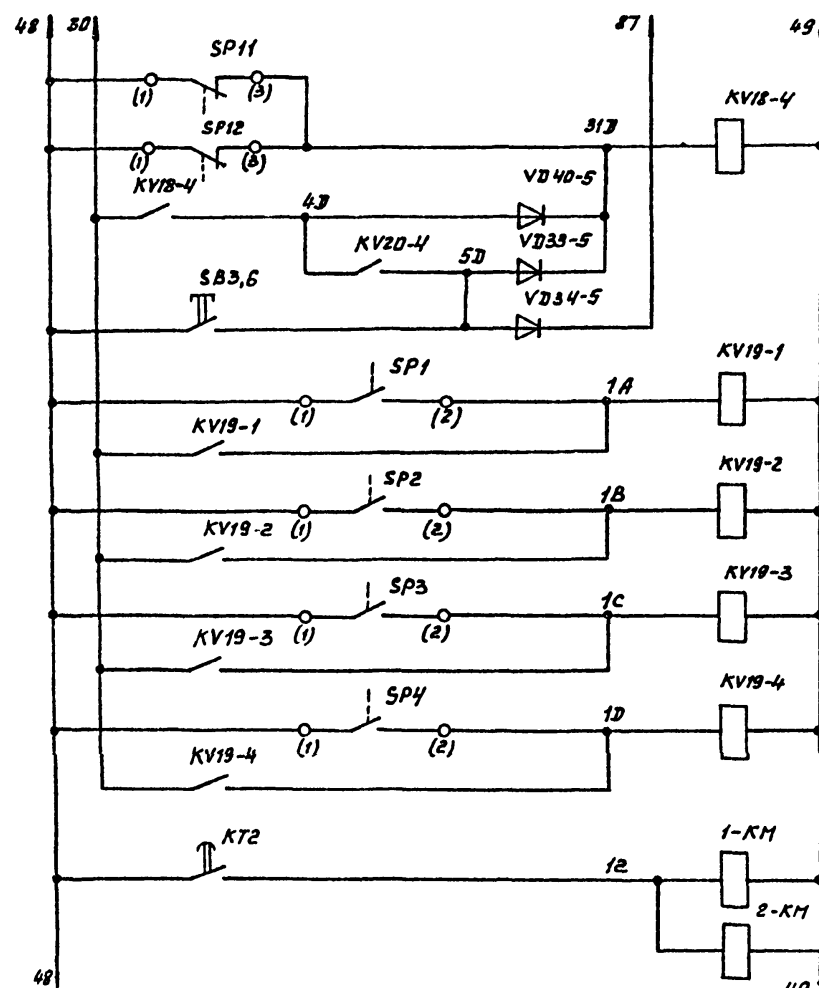 48 30 87 49
SP11
(1) (3) KV18-4
SP12 31D
(1) (3)
KV18-4 VD40-5
4D
KV20-4 5D VD33-5
SB3,6 VD34-5
KV19-1
SP1 1A
(1) (2)
KV19-1
KV19-2
SP2 1B
(1) (2)
KV19-2
KV19-3
SP3 1C
(1) (2)
KV19-3
KV19-4
SP4 1D
(1) (2)
KV19-4
KT2 1-KM
12
2-KM
48 49